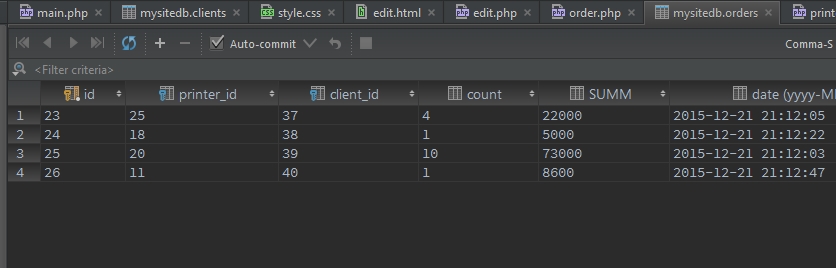 main.php mysitedb.clients style.css edit.html edit.php order.php mysitedb.orders
Auto-commit Comma-S
<Filter criteria>
id printer_id client_id count SUMM date (yyyy-M
1 23 25 37 4 22000 2015-12-21 21:12:05
2 24 18 38 1 5000 2015-12-21 21:12:22
3 25 20 39 10 73000 2015-12-21 21:12:03
4 26 11 40 1 8600 2015-12-21 21:12:47